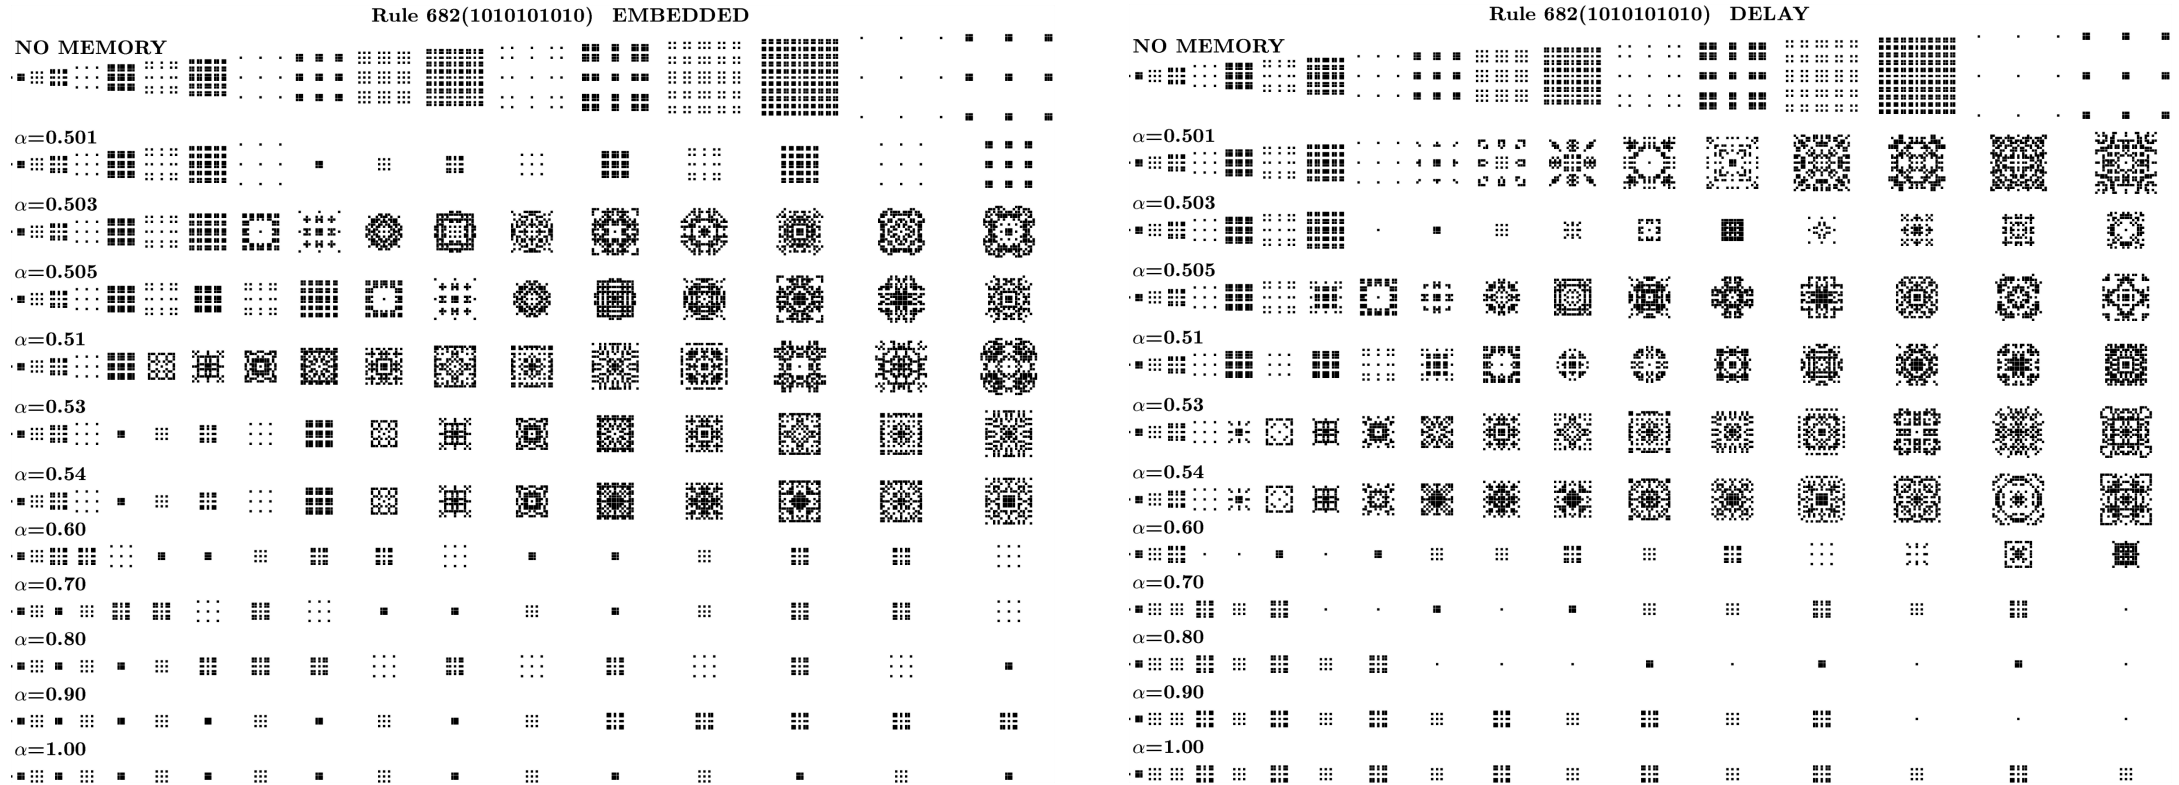 Rule 682(1010101010) EMBEDDED
NO MEMORY
α=0.501
α=0.503
α=0.505
α=0.51
α=0.53
α=0.54
α=0.60
α=0.70
α=0.80
α=0.90
α=1.00
Rule 682(1010101010) DELAY
NO MEMORY
α=0.501
α=0.503
α=0.505
α=0.51
α=0.53
α=0.54
α=0.60
α=0.70
α=0.80
α=0.90
α=1.00